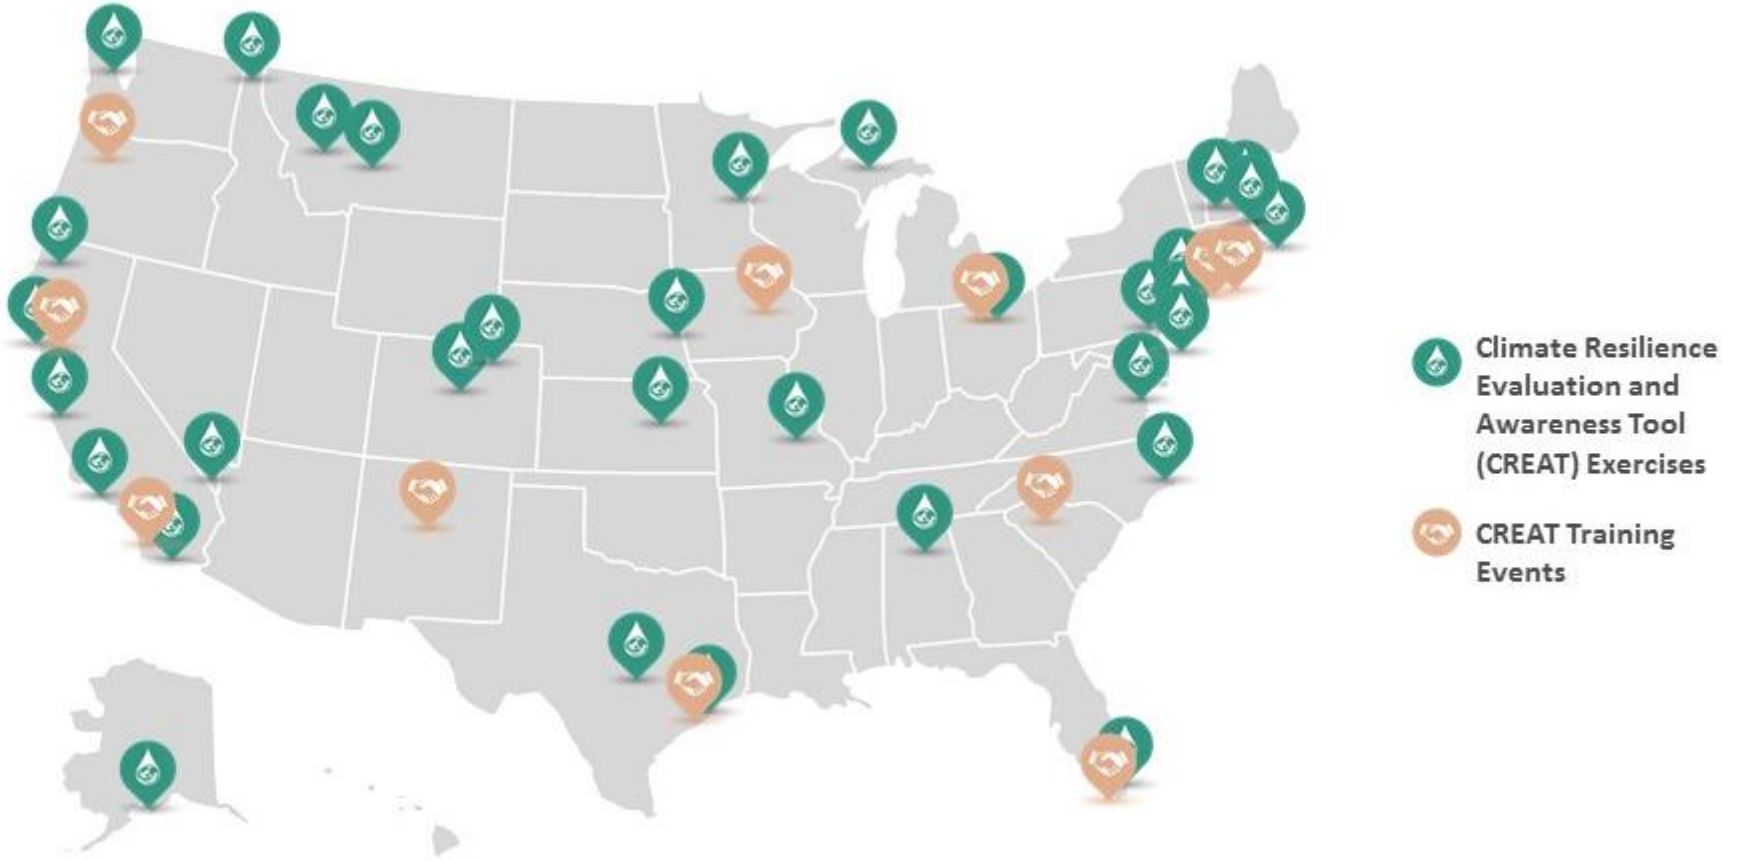 Climate Resilience
Evaluation and
Awareness Tool
(CREAT) Exercises
CREAT Training
Events